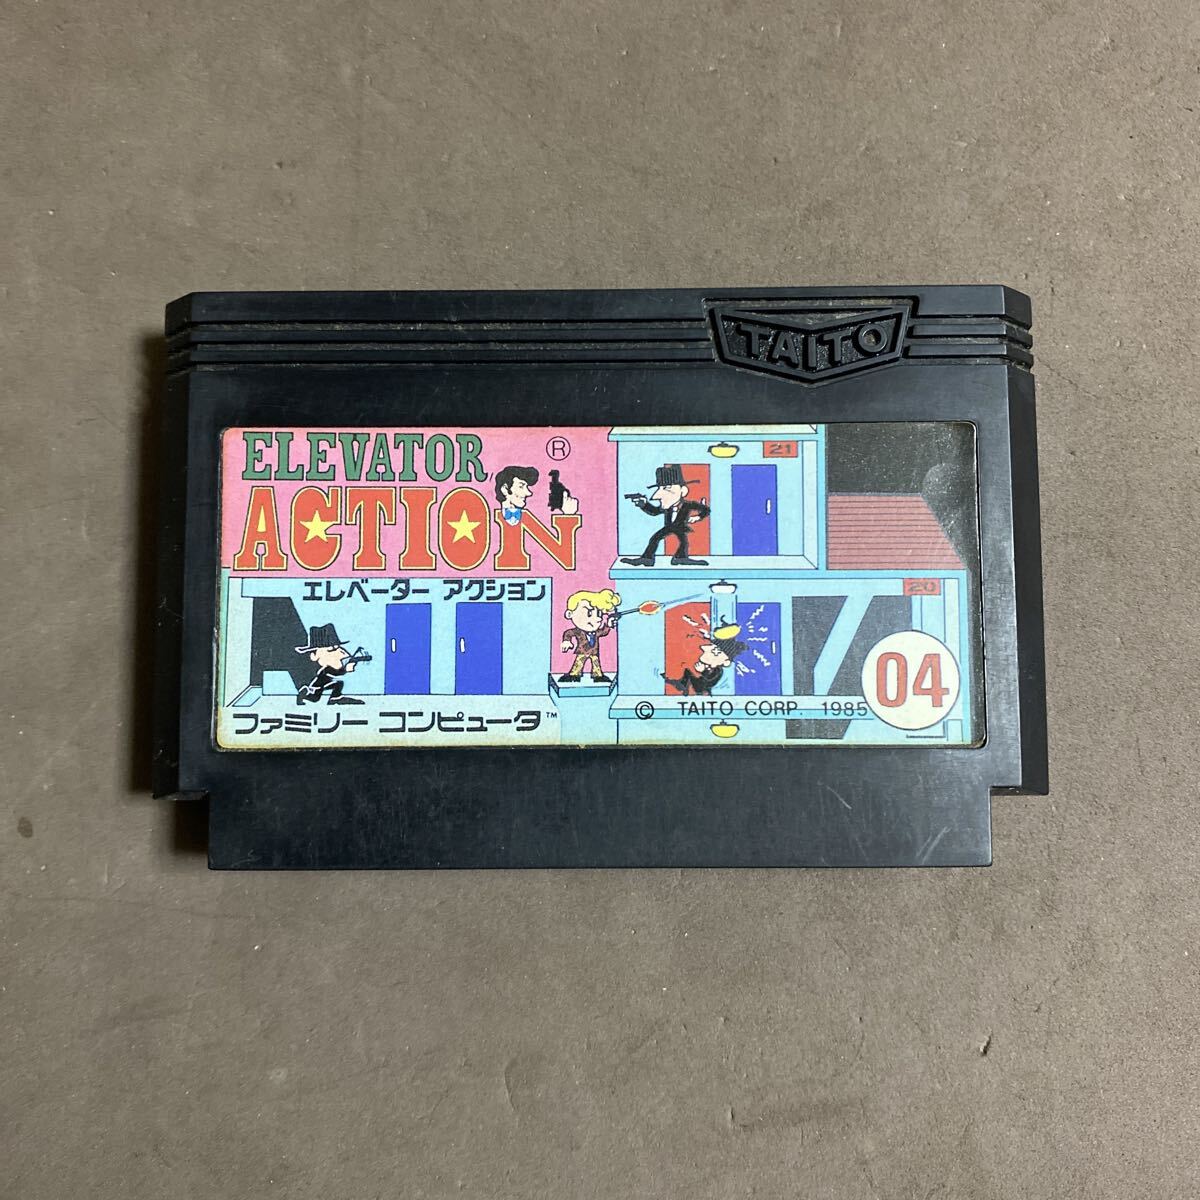 TAITO
ELEVATOR ®
ACTION
エレベーター アクション
21
20
04
ファミリー コンピュータ™
© TAITO CORP. 1985